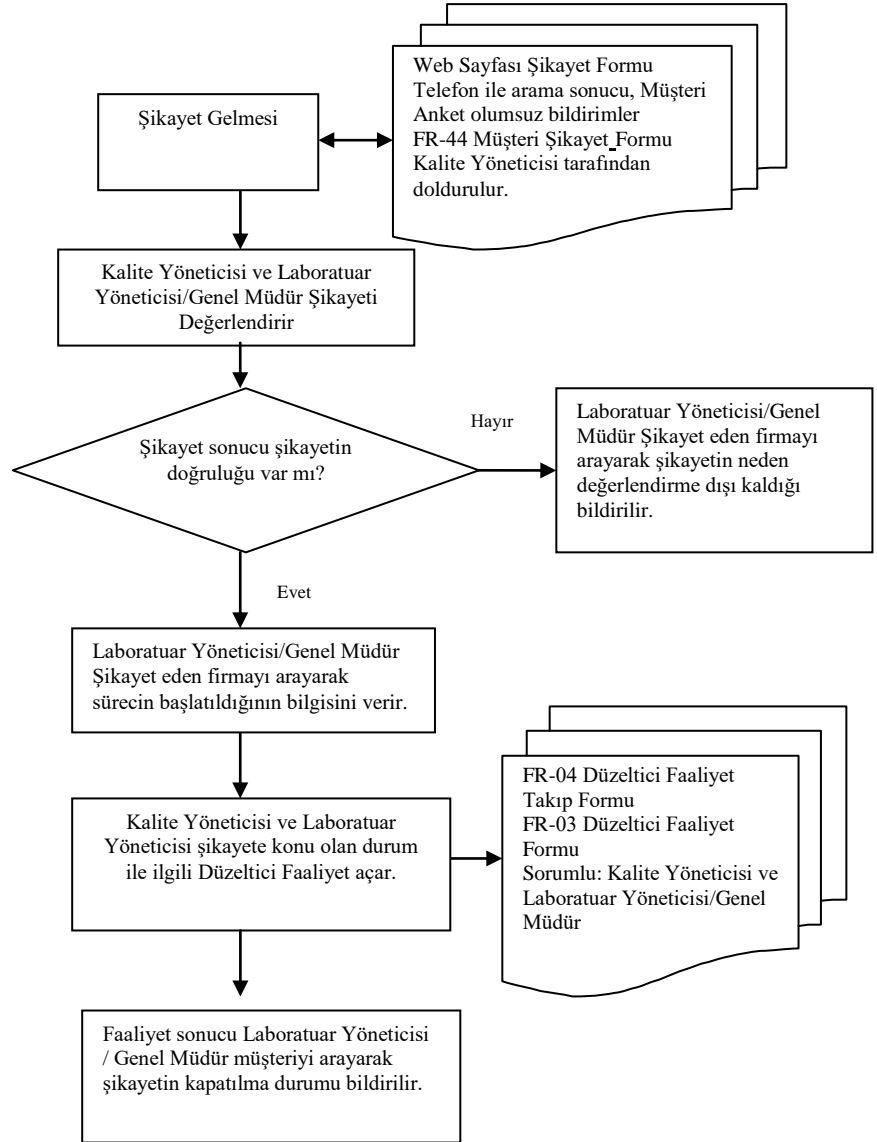 Web Sayfası Şikayet Formu
Telefon ile arama sonucu, Müşteri
Anket olumsuz bildirimler
FR-44 Müşteri Şikayet Formu
Kalite Yöneticisi tarafından
doldurulur.
Şikayet Gelmesi
Kalite Yöneticisi ve Laboratuar
Yöneticisi/Genel Müdür Şikayeti
Değerlendirir
Şikayet sonucu şikayetin
doğruluğu var mı?
Hayır
Laboratuar Yöneticisi/Genel
Müdür Şikayet eden firmayı
arayarak şikayetin neden
değerlendirme dışı kaldığı
bildirilir.
Evet
Laboratuar Yöneticisi/Genel Müdür
Şikayet eden firmayı arayarak
sürecin başlatıldığının bilgisini verir.
Kalite Yöneticisi ve Laboratuar
Yöneticisi şikayete konu olan durum
ile ilgili Düzeltici Faaliyet açar.
FR-04 Düzeltici Faaliyet
Takıp Formu
FR-03 Düzeltici Faaliyet
Formu
Sorumlu: Kalite Yöneticisi ve
Laboratuar Yöneticisi/Genel
Müdür
Faaliyet sonucu Laboratuar Yöneticisi
/ Genel Müdür müşteriyi arayarak
şikayetin kapatılma durumu bildirilir.